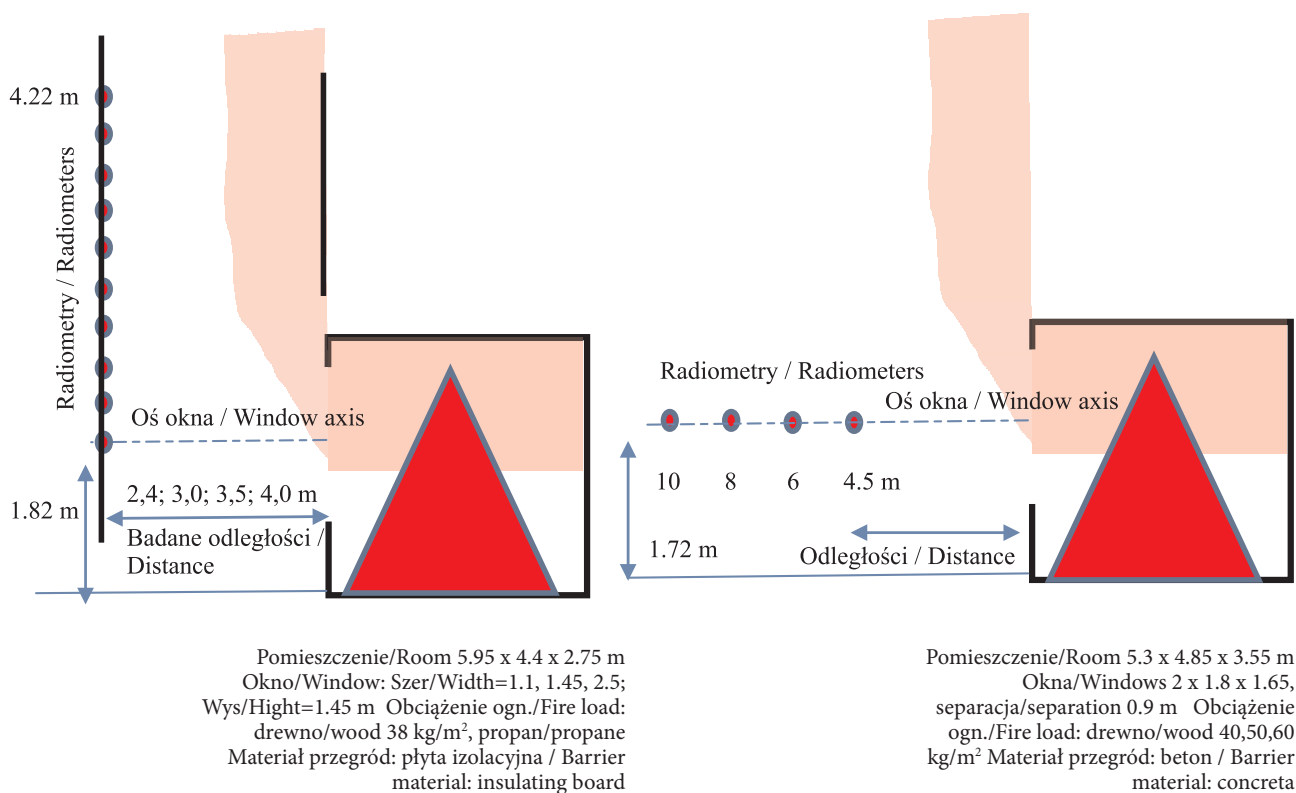 4.22 m
Radiometry / Radiometers
Oś okna / Window axis
1.82 m
2,4; 3,0; 3,5; 4,0 m
Badane odległości /
Distance
Pomieszczenie/Room 5.95 x 4.4 x 2.75 m
Okno/Window: Szer/Width=1.1, 1.45, 2.5;
Wys/Hight=1.45 m Obciążenie ogn./Fire load:
drewno/wood 38 kg/m², propan/propane
Materiał przegród: płyta izolacyjna / Barrier
material: insulating board
Radiometry / Radiometers
Oś okna / Window axis
10 8 6 4.5 m
1.72 m
Odległości / Distance
Pomieszczenie/Room 5.3 x 4.85 x 3.55 m
Okna/Windows 2 x 1.8 x 1.65,
separacja/separation 0.9 m Obciążenie
ogn./Fire load: drewno/wood 40,50,60
kg/m² Materiał przegród: beton / Barrier
material: concreta